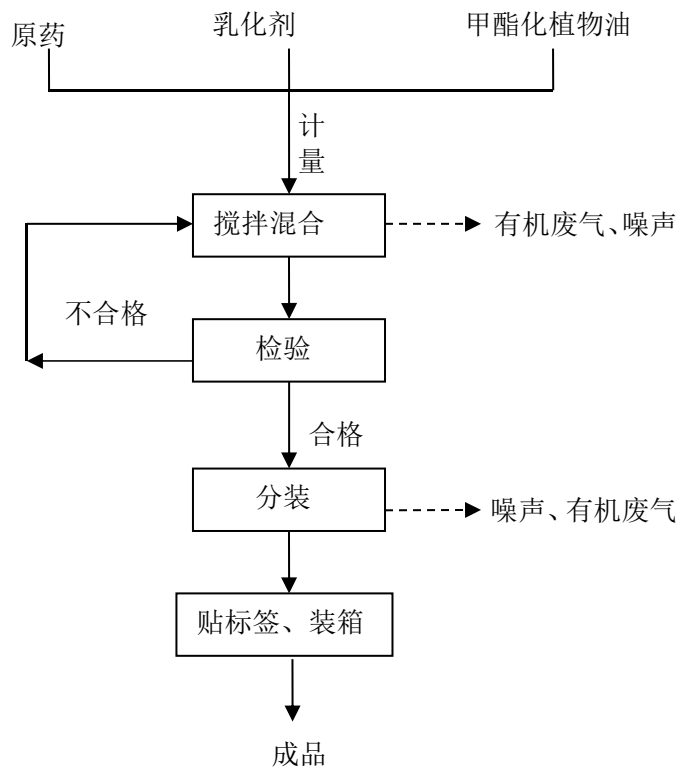 原药
乳化剂
甲酯化植物油
计
量
搅拌混合
有机废气、噪声
不合格
检验
合格
分装
噪声、有机废气
贴标签、装箱
成品